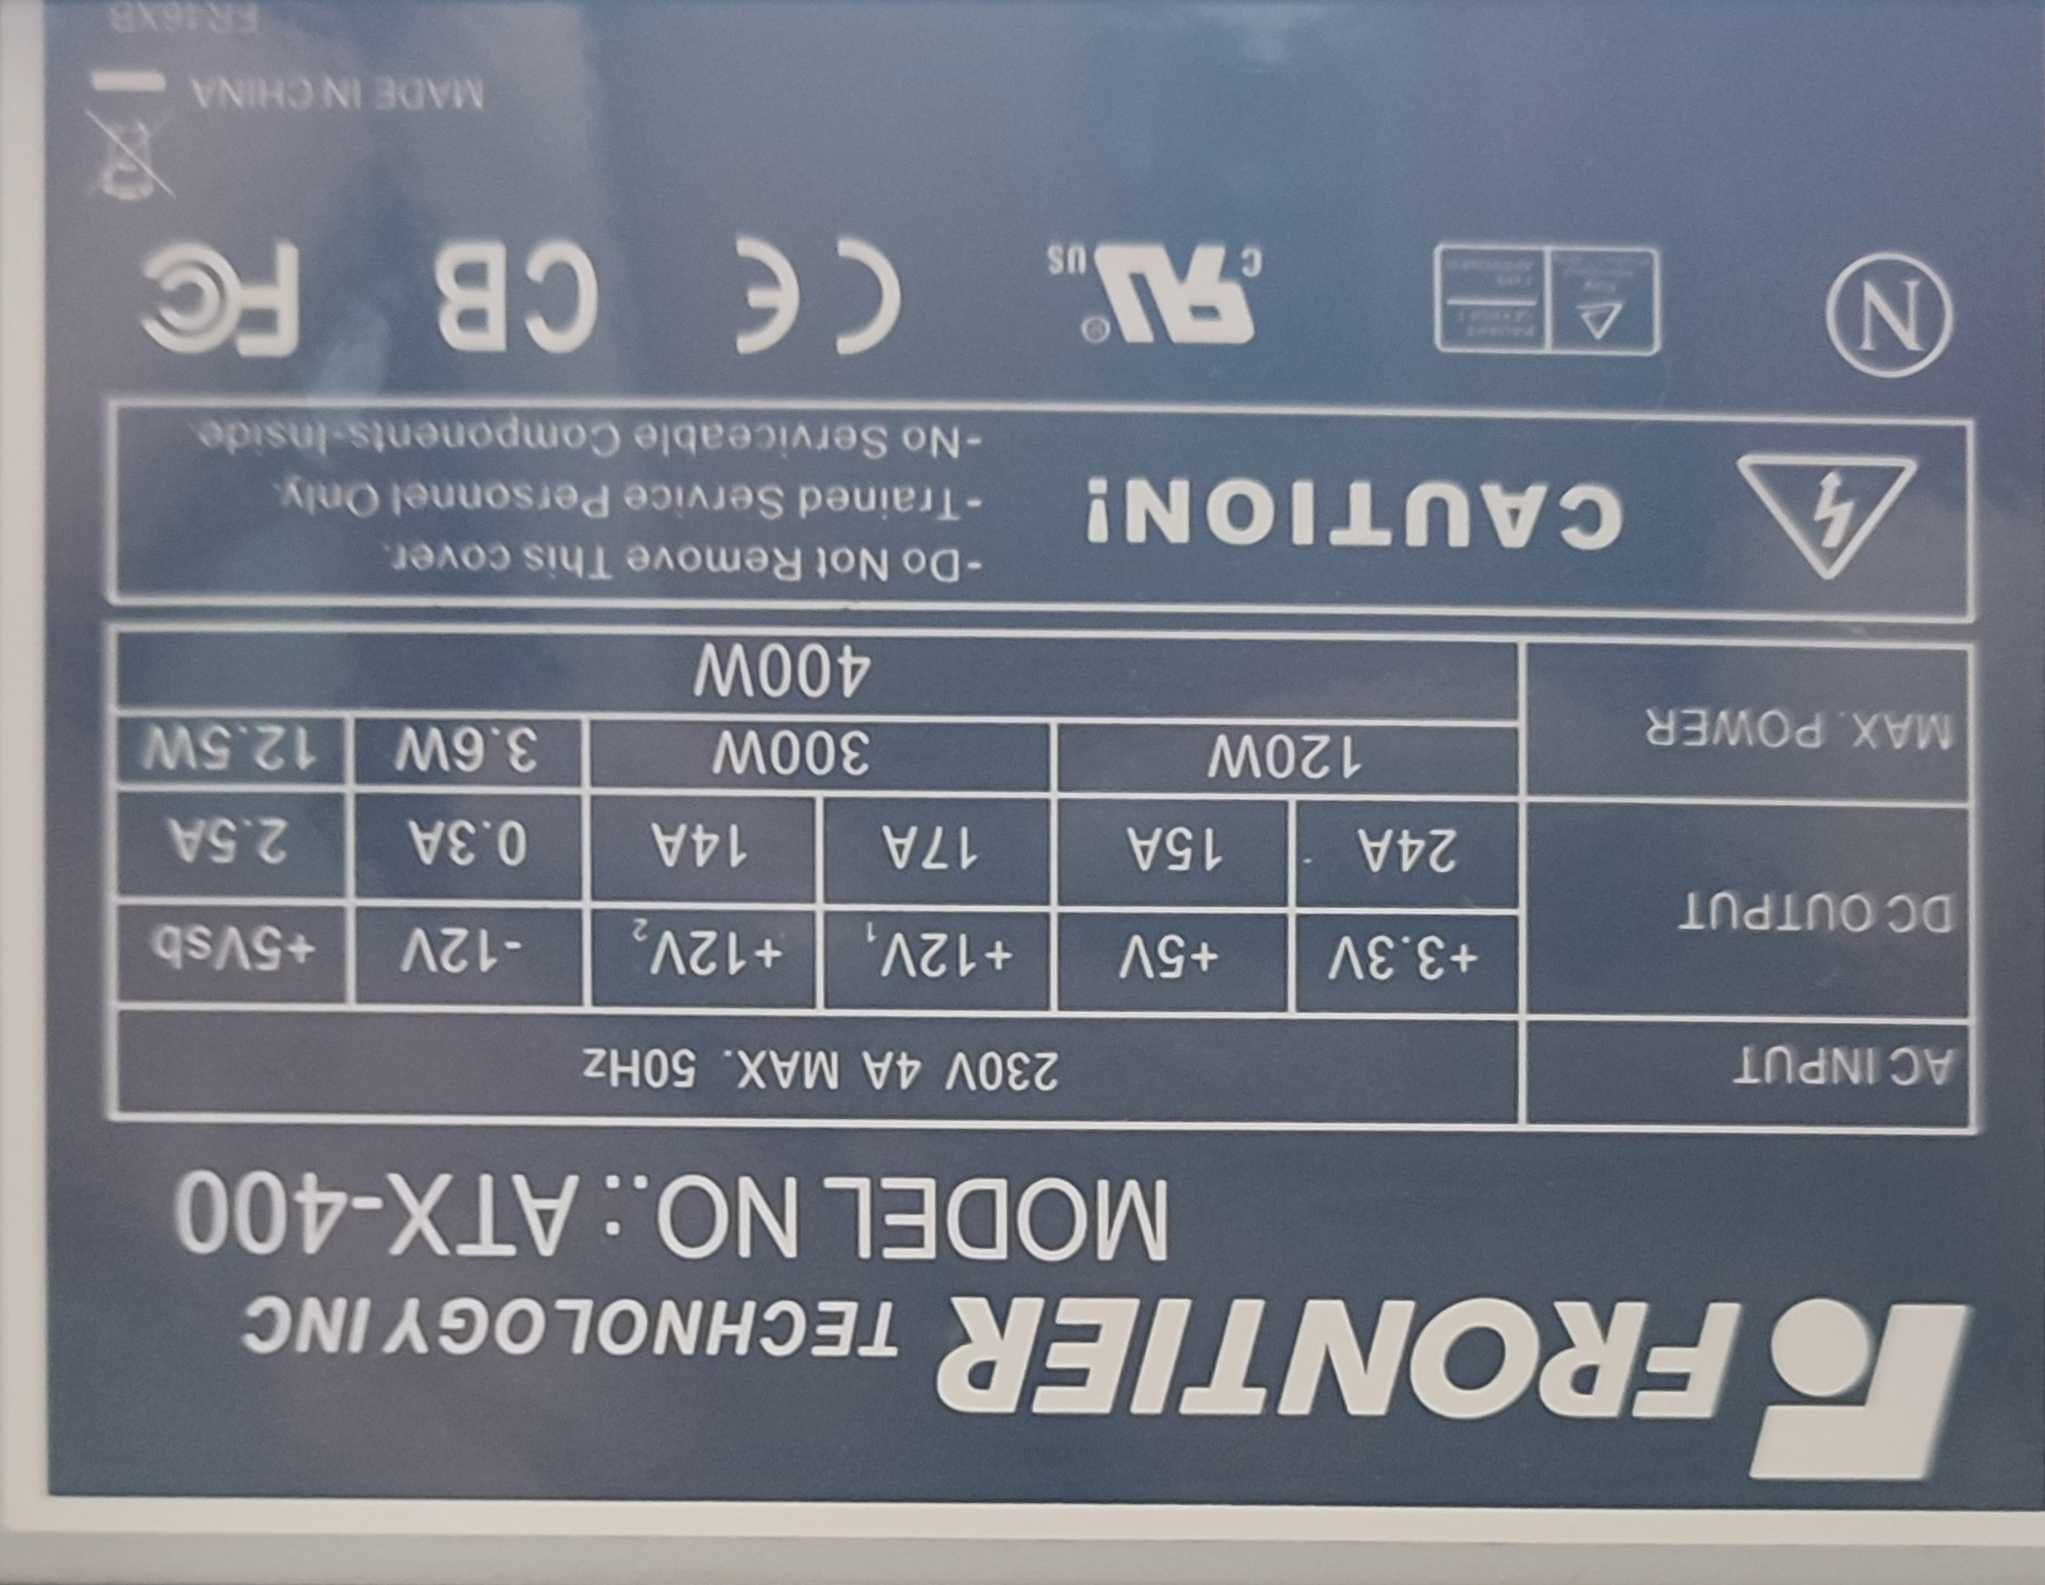 FRONTIER TECHNOLOGY INC
MODEL NO.: ATX-400
AC INPUT 230V 4A MAX. 50Hz
DC OUTPUT +3.3V +5V +12V₁ +12V₂ -12V +5Vsb
24A 15A 17A 14A 0.3A 2.5A
MAX. POWER 120W 300W 3.6W 12.5W
400W
CAUTION!
-Do Not Remove This cover.
-Trained Service Personnel Only.
-No Serviceable Components-Inside.
N
c RU ® US
CE
CB
FC
MADE IN CHINA
FR46XB